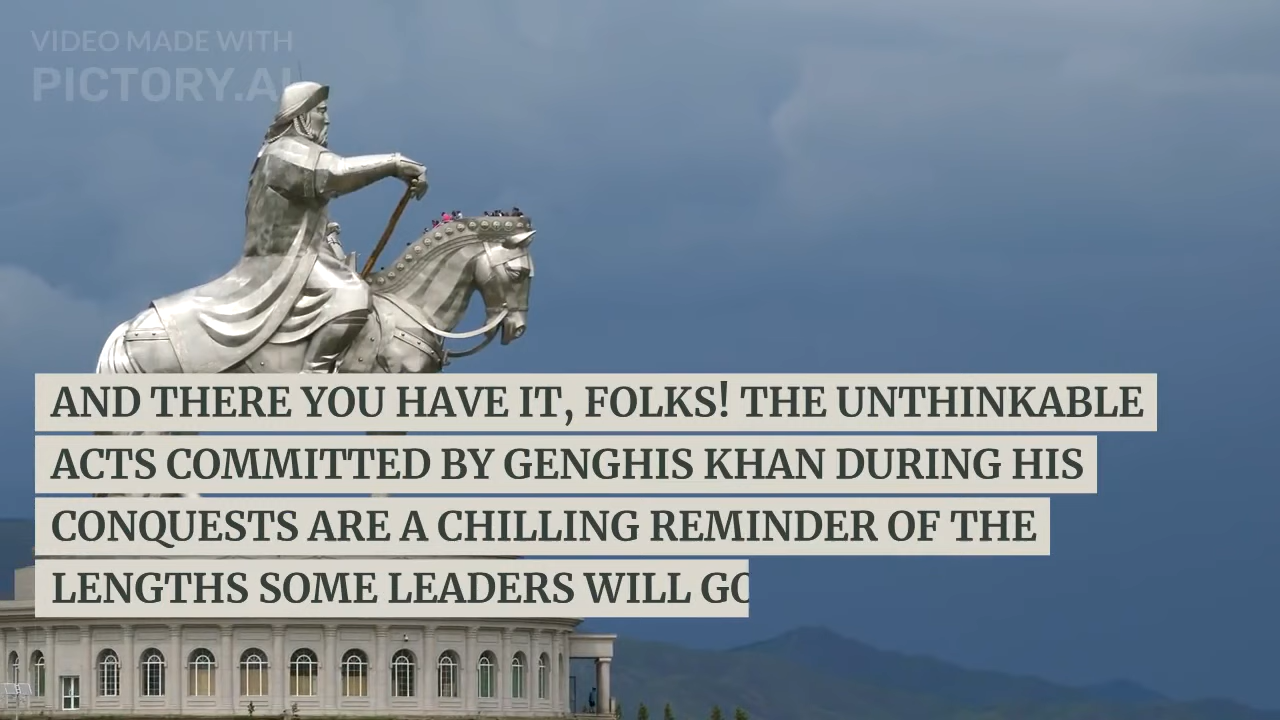 VIDEO MADE WITH
PICTORY.AI
AND THERE YOU HAVE IT, FOLKS! THE UNTHINKABLE
ACTS COMMITTED BY GENGHIS KHAN DURING HIS
CONQUESTS ARE A CHILLING REMINDER OF THE
LENGTHS SOME LEADERS WILL GO